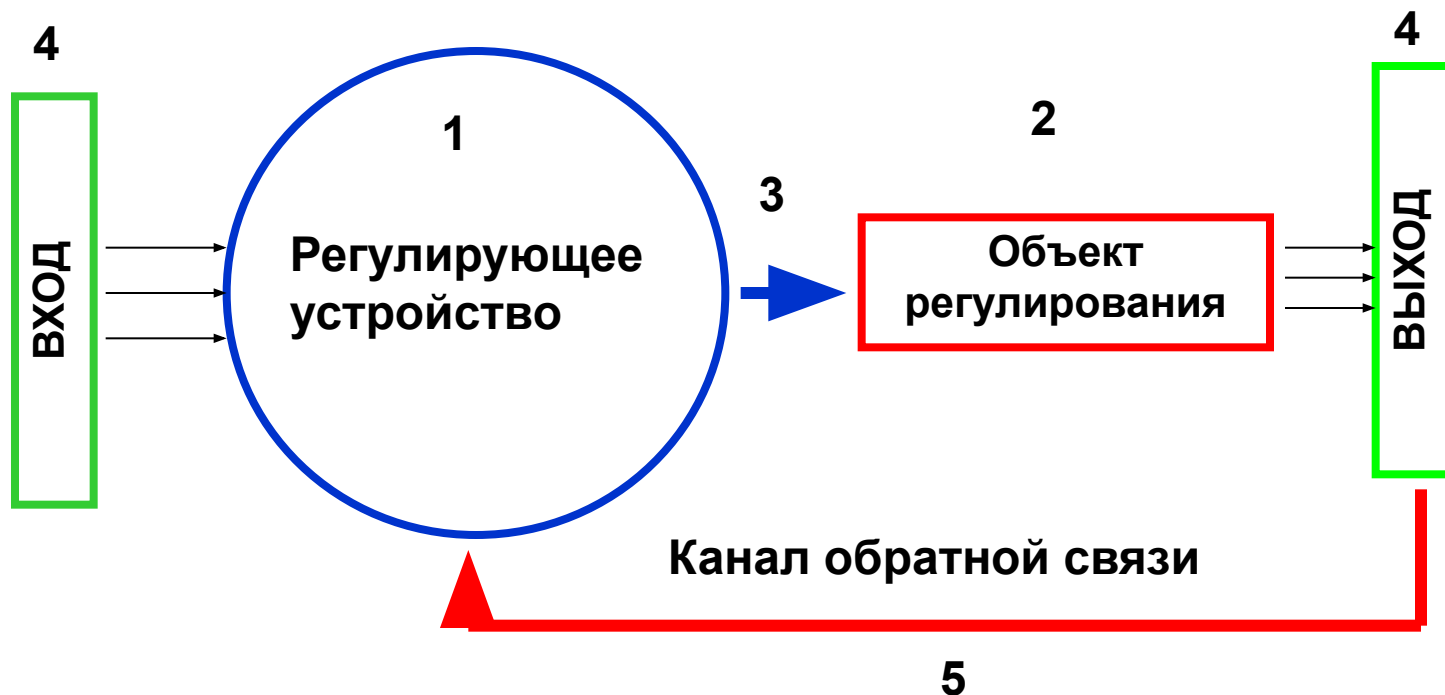 4
4
1
2
3
ВХОД
Регулирующее
устройство
Объект
регулирования
ВЫХОД
Канал обратной связи
5